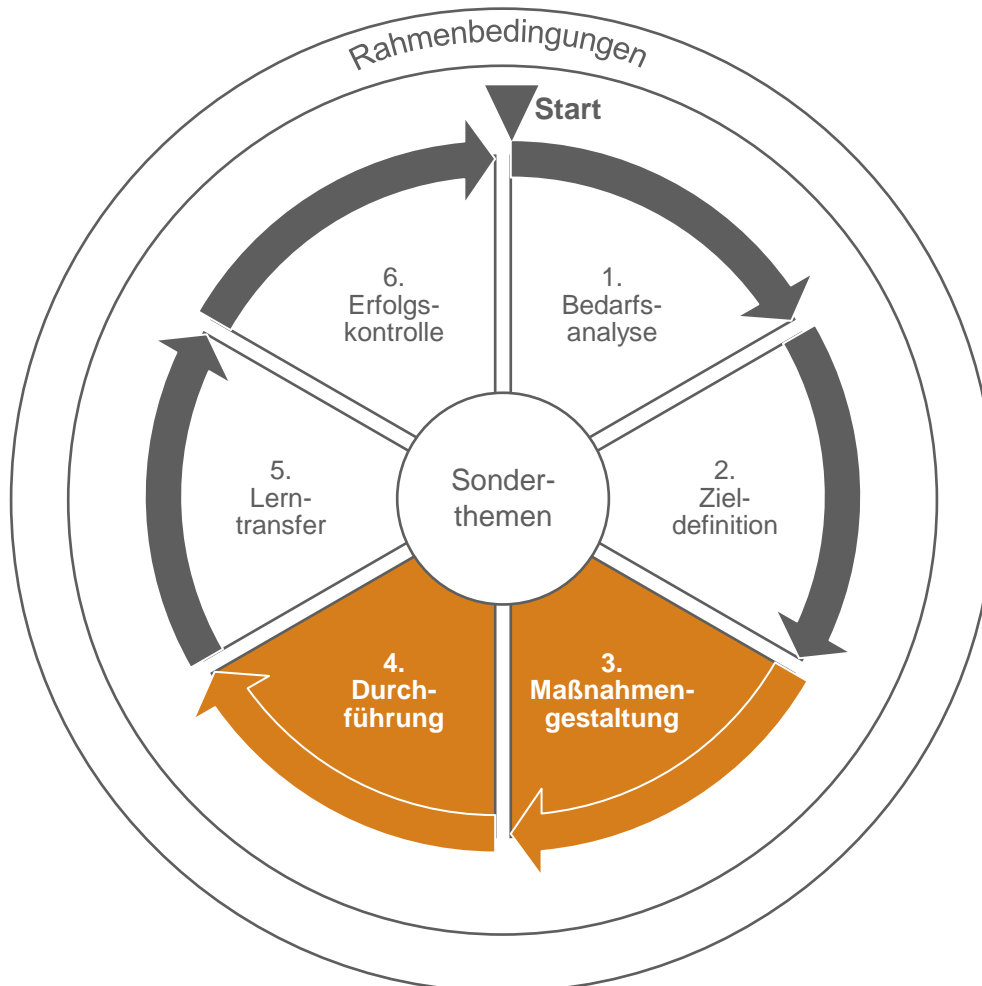 Rahmenbedingungen
Start
1.
Bedarfs-
analyse
2.
Ziel-
definition
3.
Maßnahmen-
gestaltung
4.
Durch-
führung
5.
Lern-
transfer
6.
Erfolgs-
kontrolle
Sonder-
themen